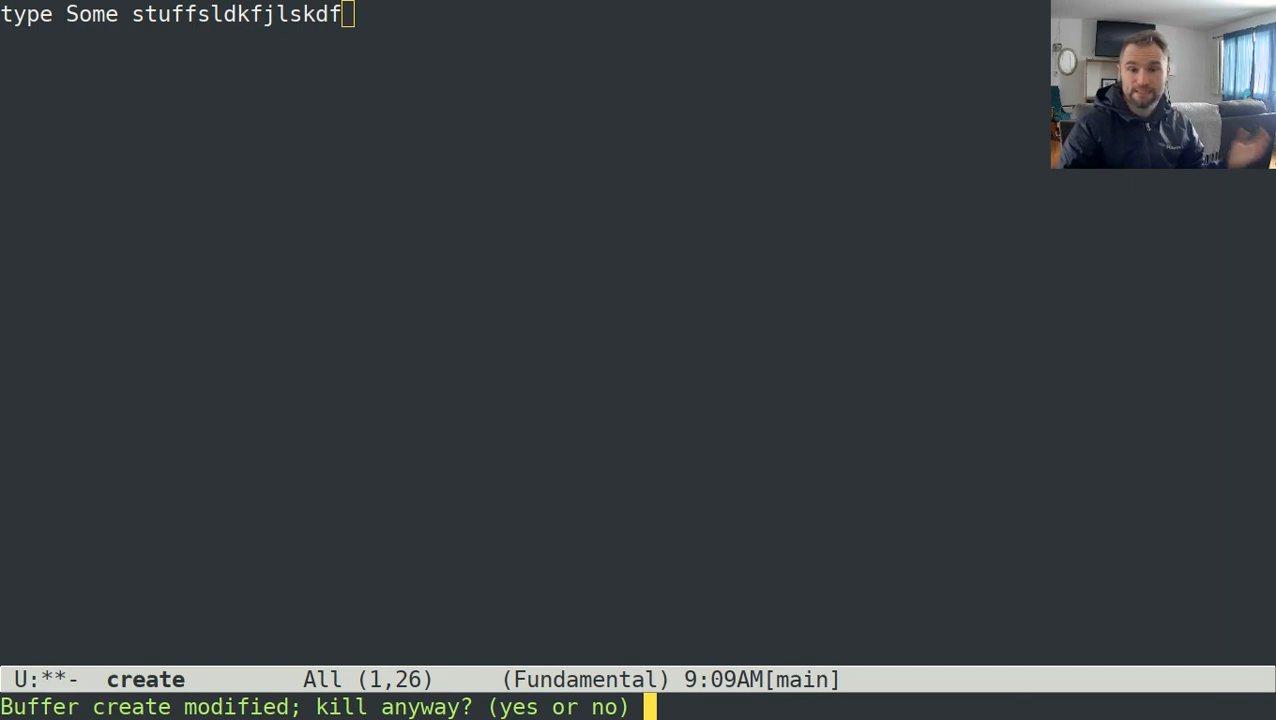 type Some stuffsldkfjlskdf
U:**-  create         All (1,26)     (Fundamental) 9:09AM[main]
Buffer create modified; kill anyway? (yes or no)